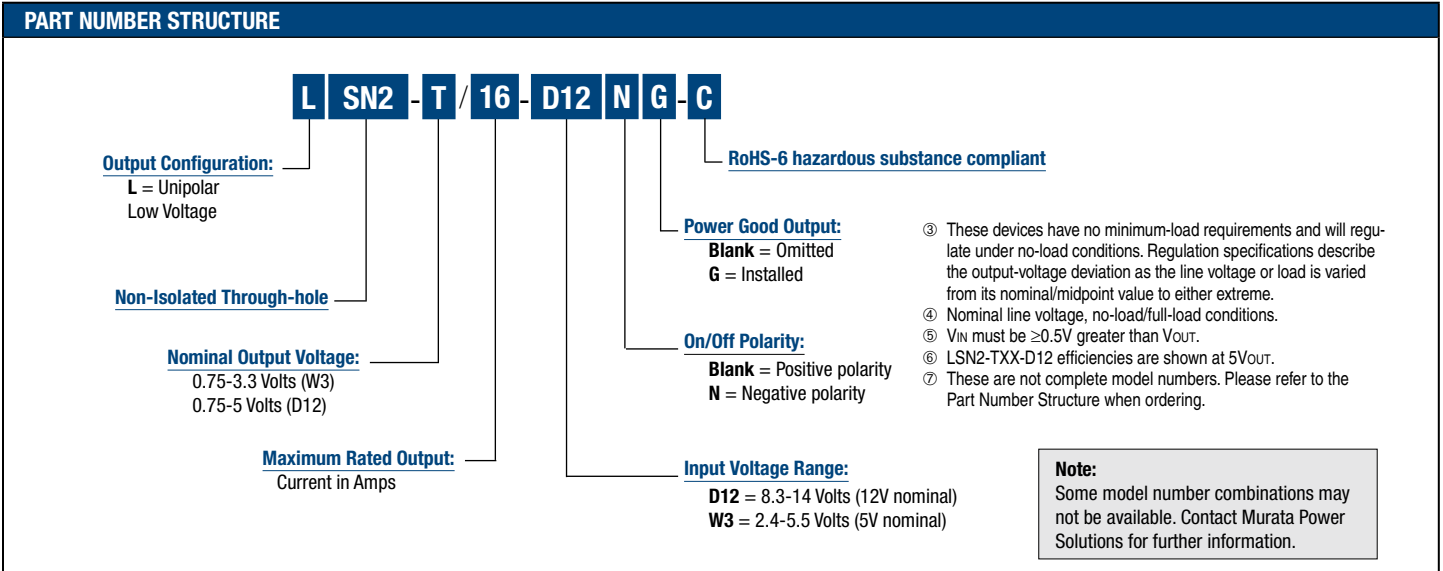 PART NUMBER STRUCTURE
L SN2 - T / 16 - D12 N G - C
RoHS-6 hazardous substance compliant
Output Configuration:
L = Unipolar
Low Voltage
Non-Isolated Through-hole
Nominal Output Voltage:
0.75-3.3 Volts (W3)
0.75-5 Volts (D12)
Maximum Rated Output:
Current in Amps
Power Good Output:
Blank = Omitted
G = Installed
On/Off Polarity:
Blank = Positive polarity
N = Negative polarity
Input Voltage Range:
D12 = 8.3-14 Volts (12V nominal)
W3 = 2.4-5.5 Volts (5V nominal)
③ These devices have no minimum-load requirements and will regu-
late under no-load conditions. Regulation specifications describe
the output-voltage deviation as the line voltage or load is varied
from its nominal/midpoint value to either extreme.
④ Nominal line voltage, no-load/full-load conditions.
⑤ VIN must be ≥0.5V greater than VOUT.
⑥ LSN2-TXX-D12 efficiencies are shown at 5VOUT.
⑦ These are not complete model numbers. Please refer to the
Part Number Structure when ordering.
Note:
Some model number combinations may
not be available. Contact Murata Power
Solutions for further information.